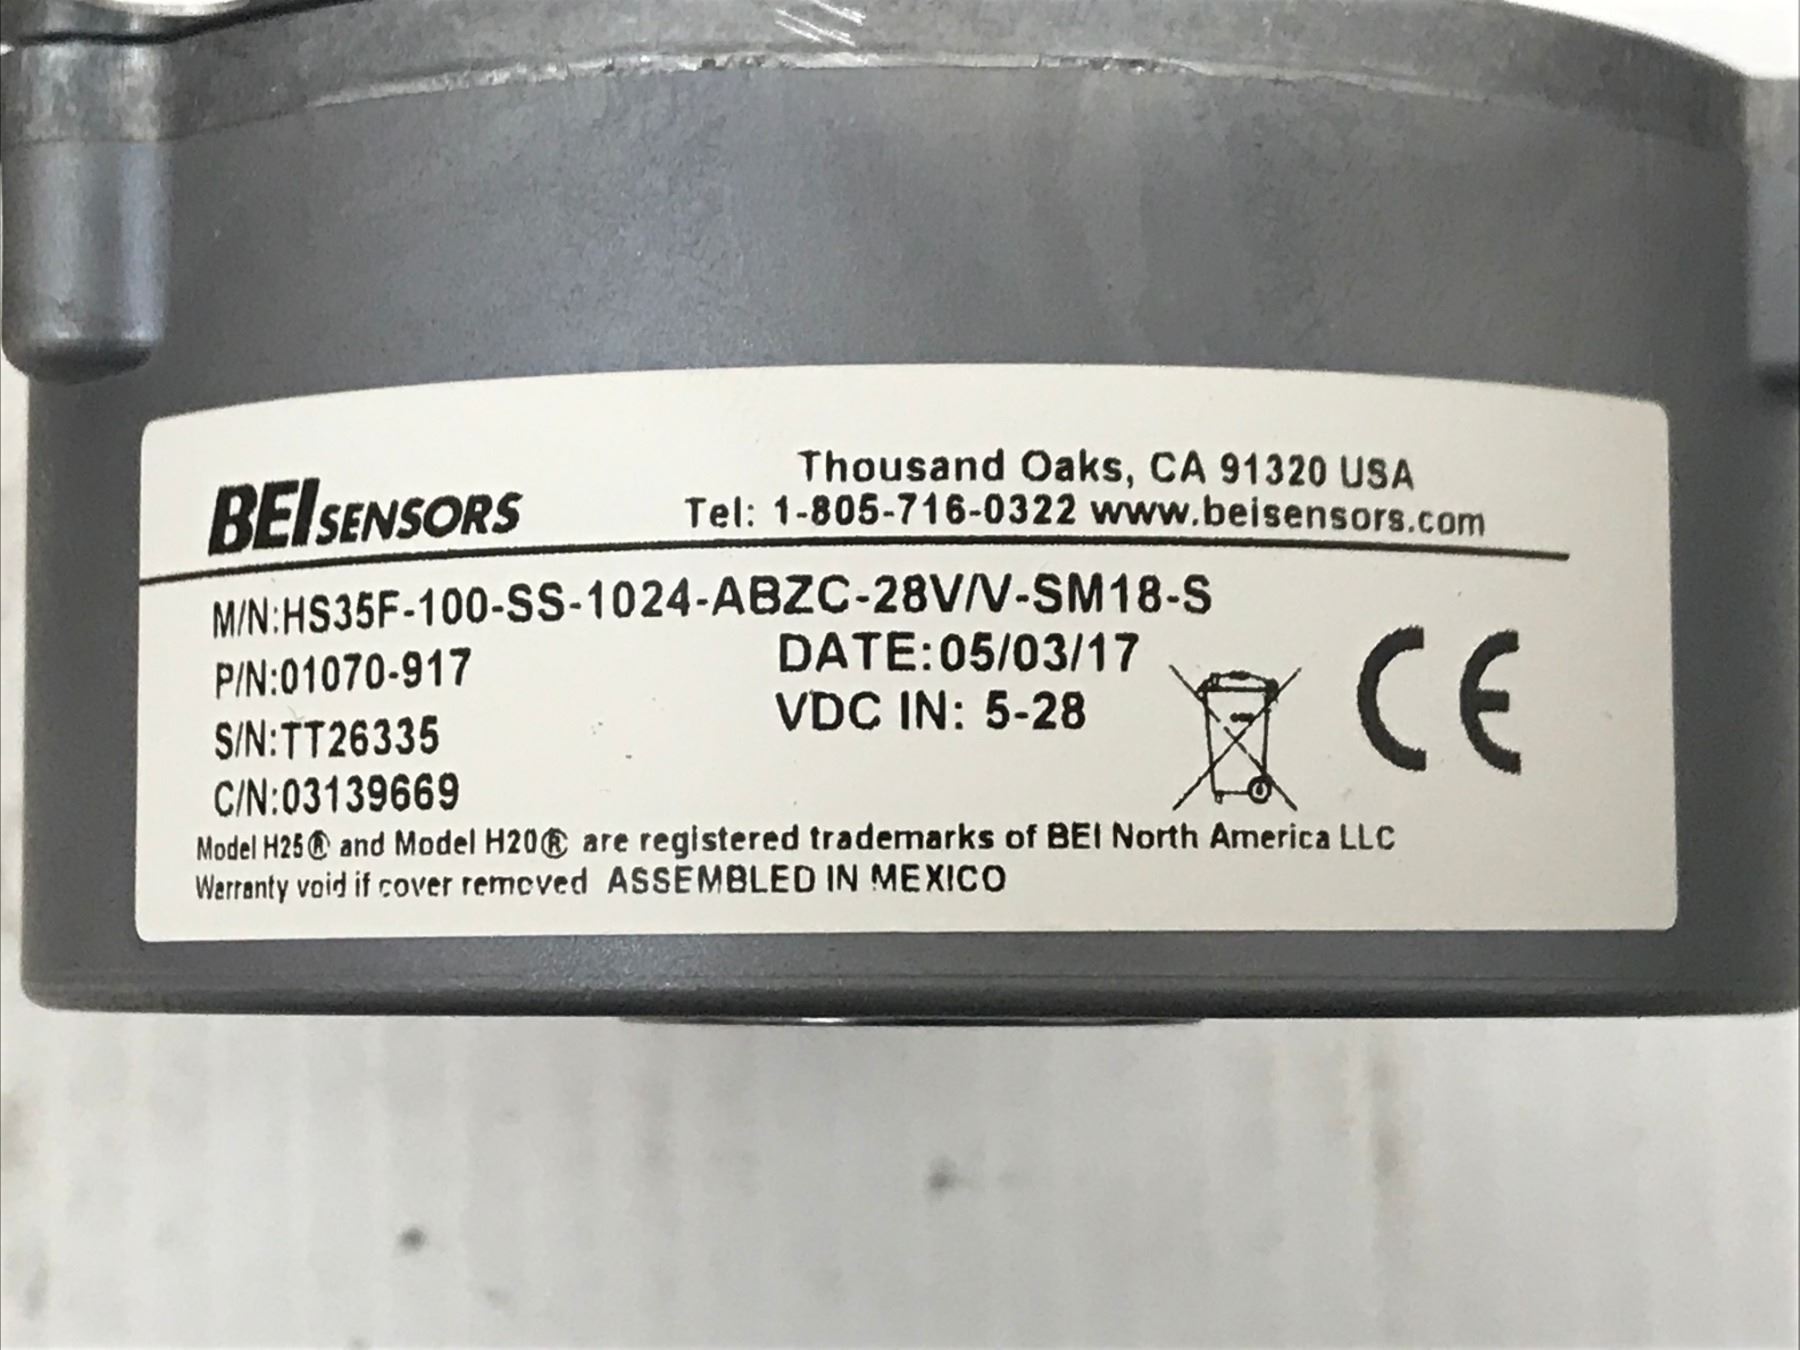 BEI SENSORS
Thousand Oaks, CA 91320 USA
Tel: 1-805-716-0322 www.beisensors.com
M/N:HS35F-100-SS-1024-ABZC-28V/V-SM18-S
P/N:01070-917
DATE:05/03/17
S/N:TT26335
VDC IN: 5-28
C/N:03139669
CE
Model H25® and Model H20® are registered trademarks of BEI North America LLC
Warranty void if cover removed ASSEMBLED IN MEXICO